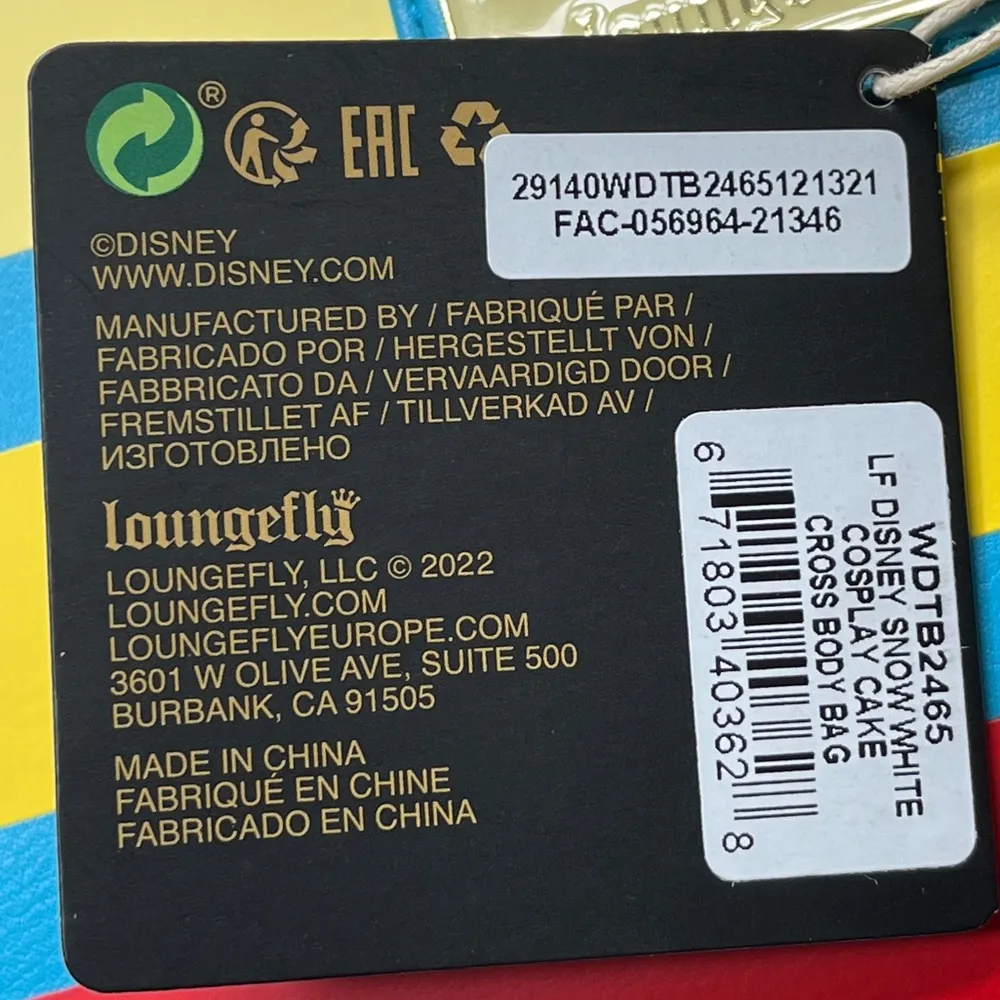 ®
EAC
29140WDTB2465121321
FAC-056964-21346
©DISNEY
WWW.DISNEY.COM
MANUFACTURED BY / FABRIQUÉ PAR /
FABRICADO POR / HERGESTELLT VON /
FABBRICATO DA / VERVAARDIGD DOOR /
FREMSTILLET AF / TILLVERKAD AV /
ИЗГОТОВЛЕНО
loungefly
LOUNGEFLY, LLC © 2022
LOUNGEFLY.COM
LOUNGEFLYEUROPE.COM
3601 W OLIVE AVE, SUITE 500
BURBANK, CA 91505
MADE IN CHINA
FABRIQUÉ EN CHINE
FABRICADO EN CHINA
WDTB2465
LF DISNEY SNOW WHITE
COSPLAY CAKE
CROSS BODY BAG
6 71803 40362 8